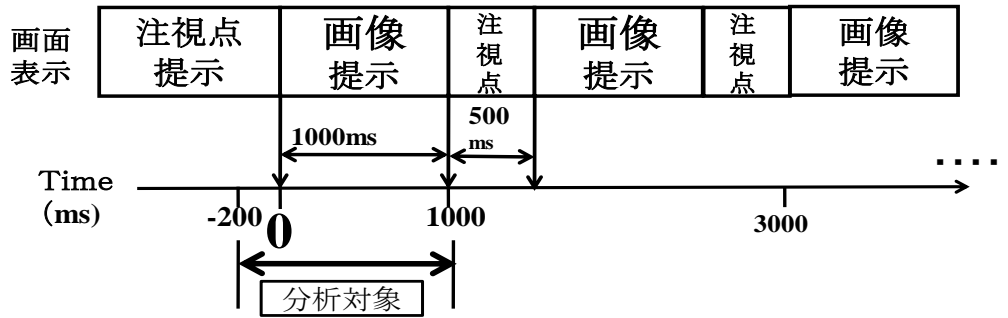 画面
表示
注視点
提示
画像
提示
注
視
点
画像
提示
注
視
点
画像
提示
1000ms
500
ms
....
Time
(ms)
-200
0
1000
3000
分析対象